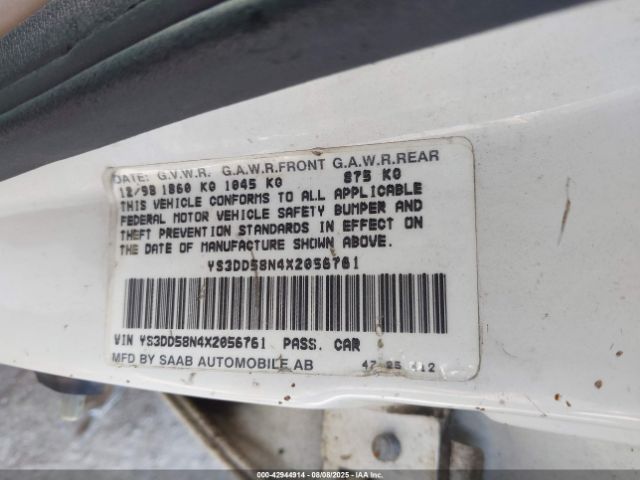 DATE: G.V.W.R. G.A.W.R.FRONT G.A.W.R.REAR
12/98 1860 KG 1045 KG 875 KG
THIS VEHICLE CONFORMS TO ALL APPLICABLE
FEDERAL MOTOR VEHICLE SAFETY BUMPER AND
THEFT PREVENTION STANDARDS IN EFFECT ON
THE DATE OF MANUFACTURE SHOWN ABOVE.
YS3DD58N4X2056761
VIN YS3DD58N4X2056761 PASS. CAR
MFD BY SAAB AUTOMOBILE AB
000-42944914 | 08/08/2025 - copyright IAA, LLC